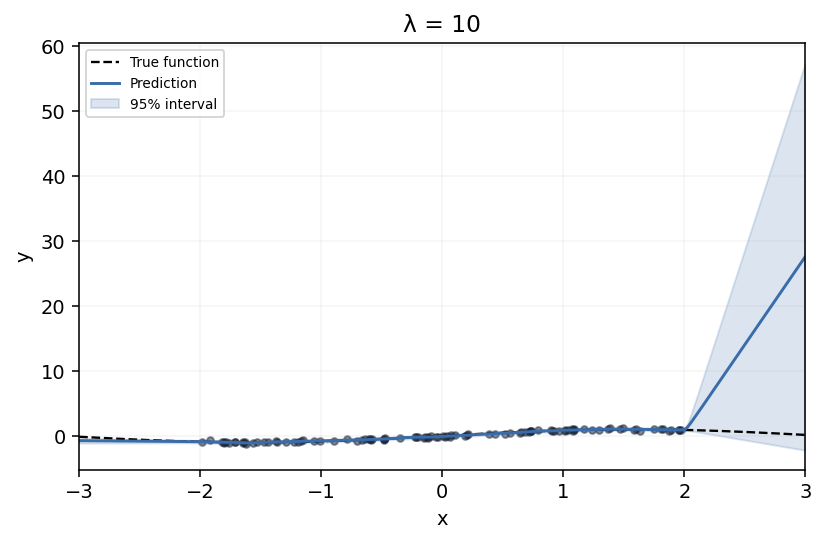 λ = 10
True function
Prediction
95% interval
y
60
50
40
30
20
10
0
−3 −2 −1 0 1 2 3
x